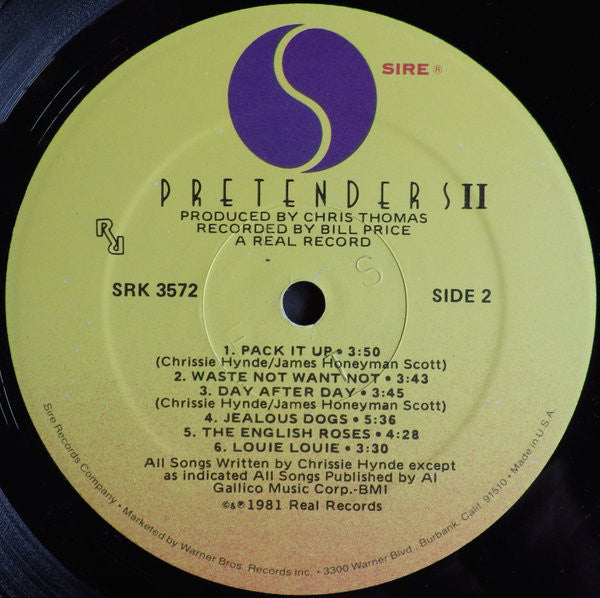 SIRE ®
PRETENDERS II
PRODUCED BY CHRIS THOMAS
RECORDED BY BILL PRICE
A REAL RECORD
SRK 3572
SIDE 2
1. PACK IT UP • 3:50
(Chrissie Hynde/James Honeyman Scott)
2. WASTE NOT WANT NOT • 3:43
3. DAY AFTER DAY • 3:45
(Chrissie Hynde/James Honeyman Scott)
4. JEALOUS DOGS • 5:36
5. THE ENGLISH ROSES • 4:28
6. LOUIE LOUIE • 3:30
All Songs Written by Chrissie Hynde except
as indicated All Songs Published by Al
Gallico Music Corp.-BMI
©&℗ 1981 Real Records
Sire Records Company • Marketed by Warner Bros. Records Inc. • 3300 Warner Blvd., Burbank, Calif. 91510 • Made in U.S.A.